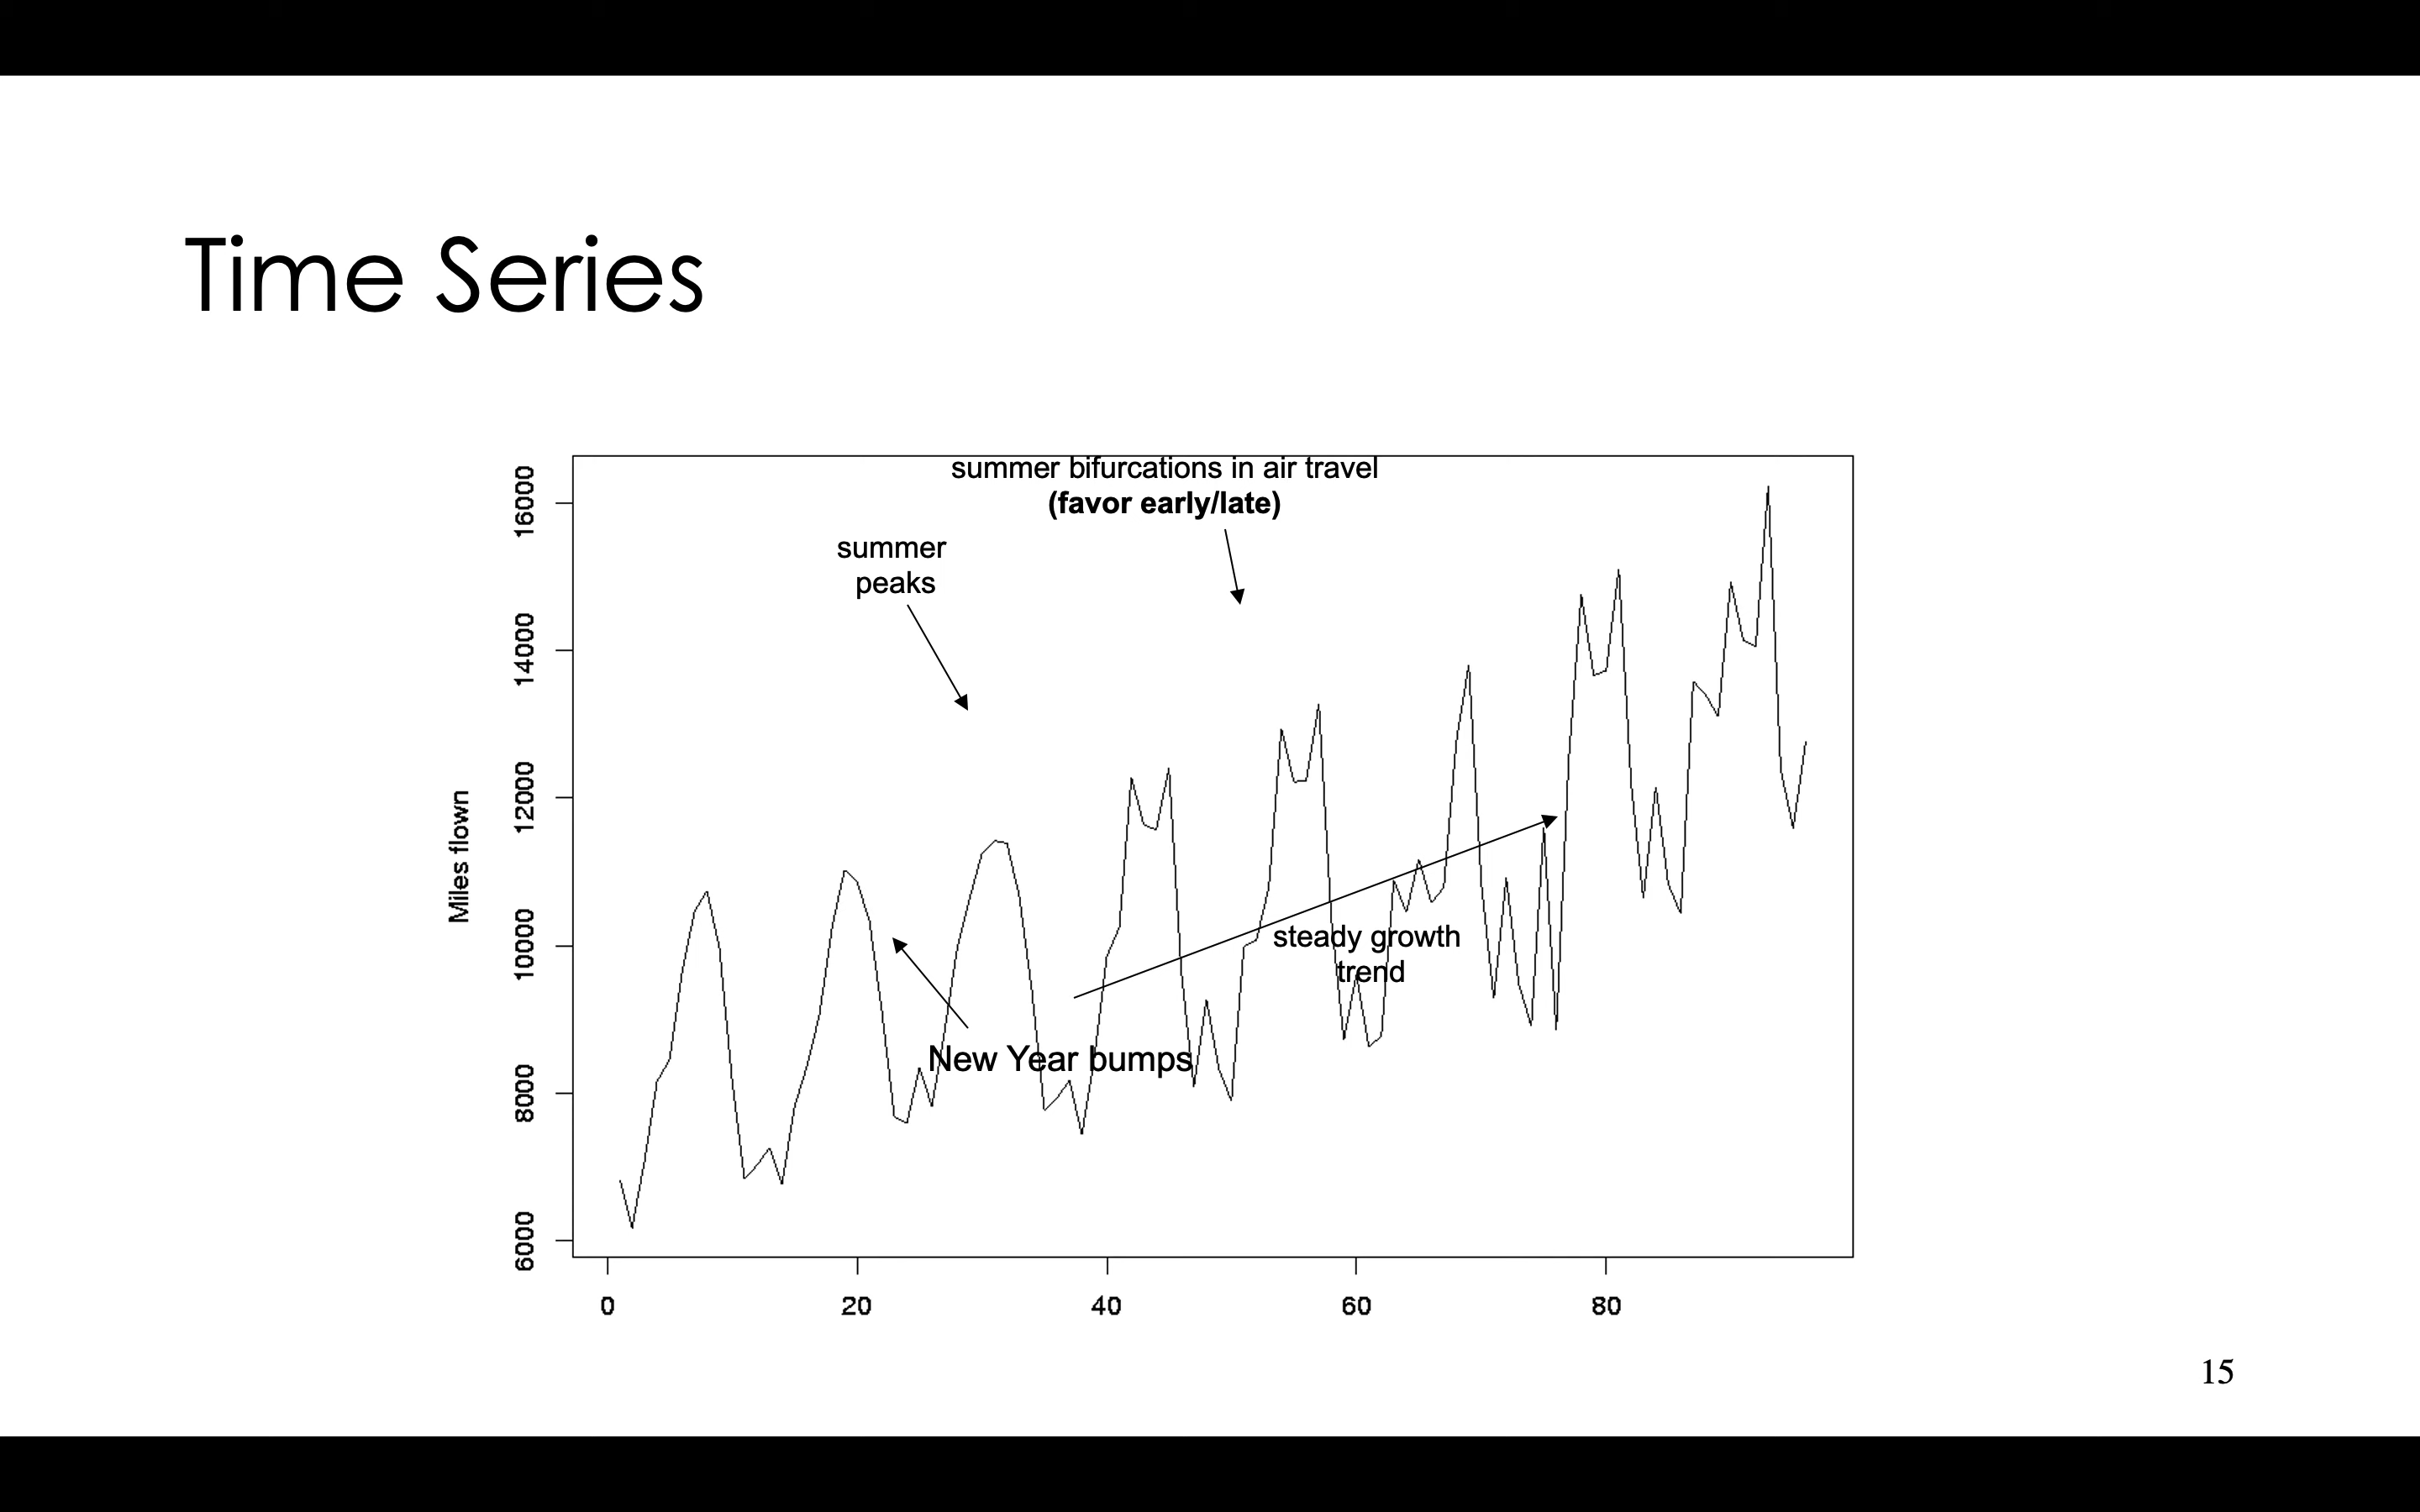 Time Series
summer bifurcations in air travel
(favor early/late)
summer
peaks
16000
14000
12000
10000
8000
6000
Miles flown
steady growth
trend
New Year bumps
0
20
40
60
80
15